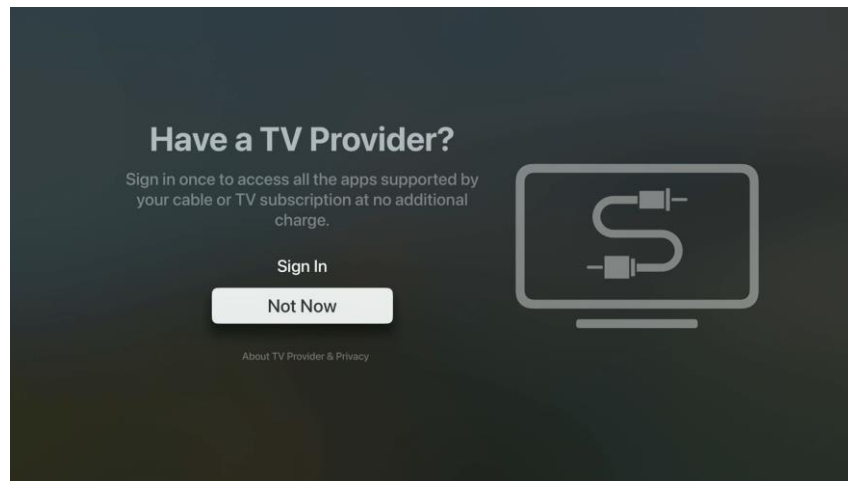 Have a TV Provider?
Sign in once to access all the apps supported by
your cable or TV subscription at no additional
charge.
Sign In
Not Now
About TV Provider & Privacy